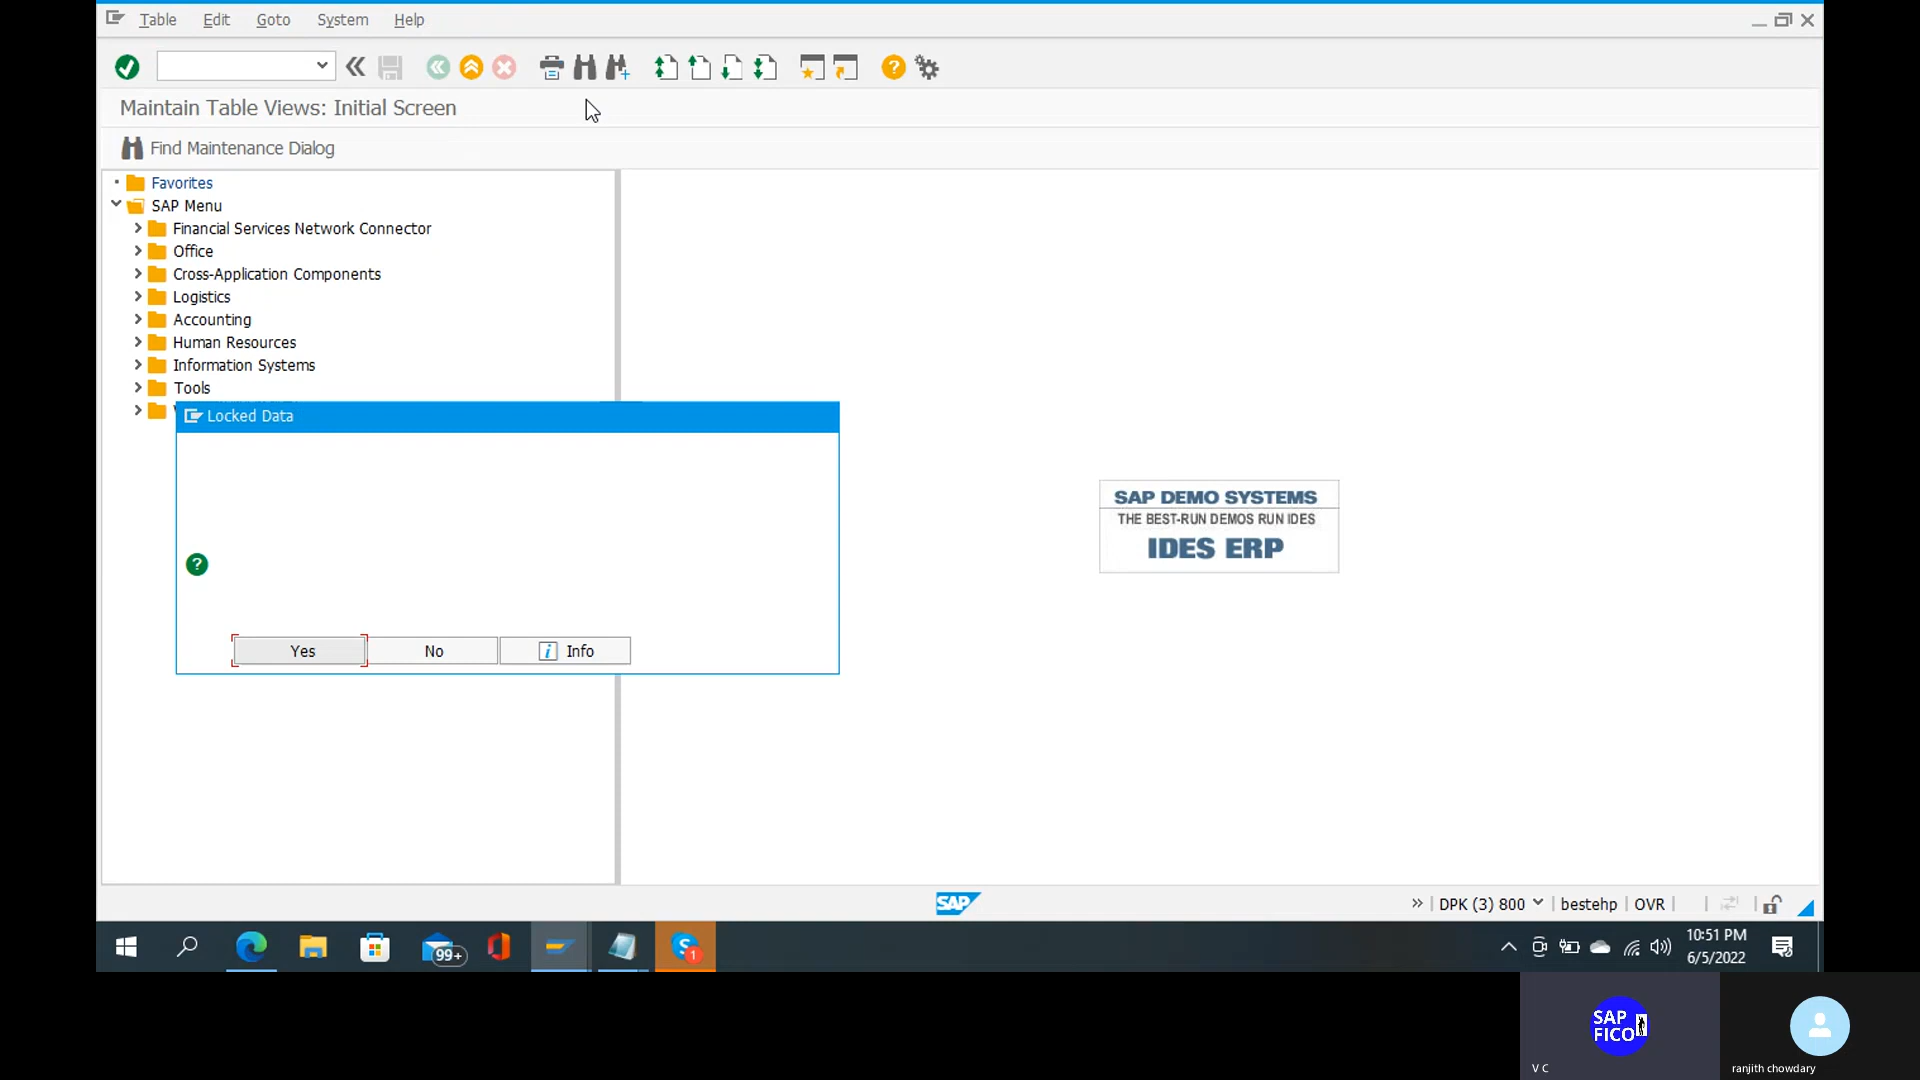 Table Edit Goto System Help
Maintain Table Views: Initial Screen
Find Maintenance Dialog
Favorites
SAP Menu
Financial Services Network Connector
Office
Cross-Application Components
Logistics
Accounting
Human Resources
Information Systems
Tools
Locked Data
Yes No Info
SAP DEMO SYSTEMS
THE BEST-RUN DEMOS RUN IDES
IDES ERP
SAP
DPK (3) 800 bestehp OVR
99+
S
1
10:51 PM
6/5/2022
SAP
FICO
V C
ranjith chowdary